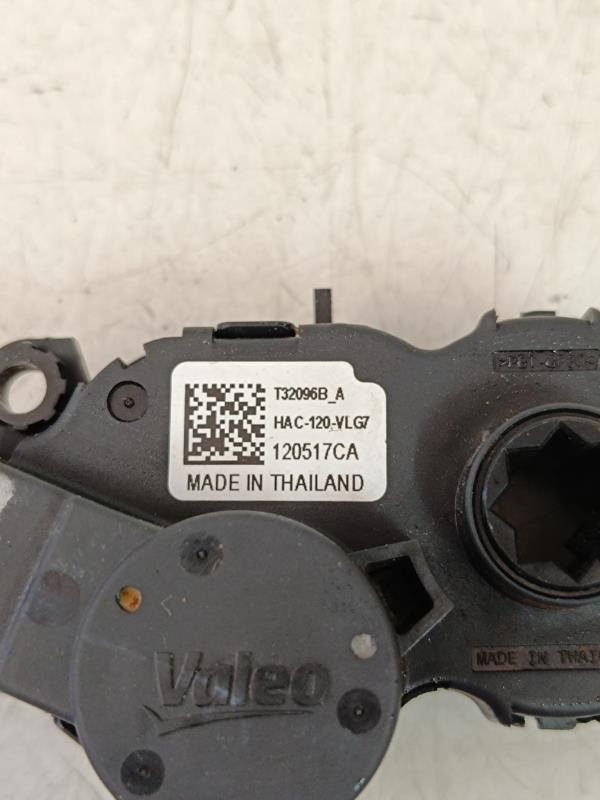 T32096B_A
HAC-120-VLG7
120517CA
MADE IN THAILAND
MADE IN THAI
Valeo